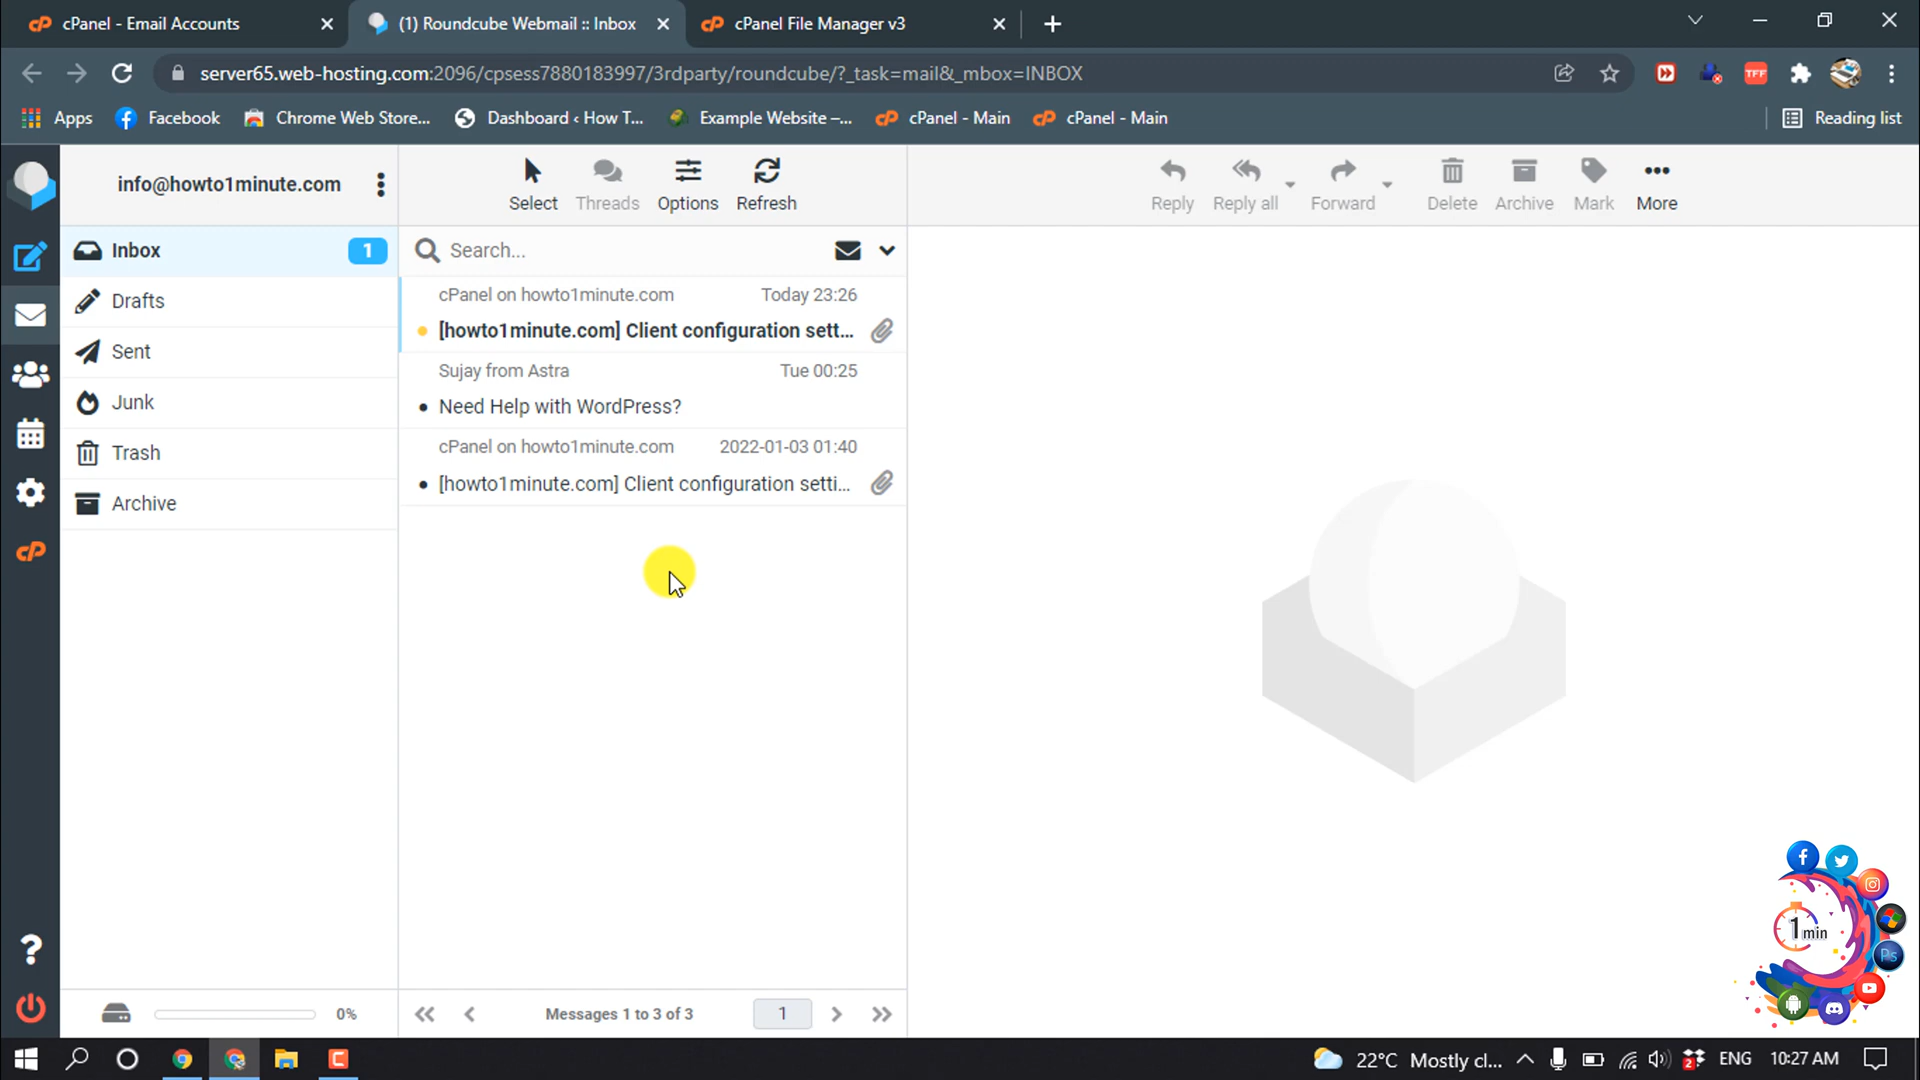 cPanel - Email Accounts
(1) Roundcube Webmail :: Inbox
cPanel File Manager v3
server65.web-hosting.com:2096/cpsess7880183997/3rdparty/roundcube/?_task=mail&_mbox=INBOX
TFF
Apps
Facebook
Chrome Web Store...
Dashboard ‹ How T...
Example Website –...
cPanel - Main
cPanel - Main
Reading list
info@howto1minute.com
Select
Threads
Options
Refresh
Reply
Reply all
Forward
Delete
Archive
Mark
More
Inbox
1
Drafts
Sent
Junk
Trash
Archive
Search...
cPanel on howto1minute.com
Today 23:26
[howto1minute.com] Client configuration sett...
Sujay from Astra
Tue 00:25
Need Help with WordPress?
cPanel on howto1minute.com
2022-01-03 01:40
[howto1minute.com] Client configuration setti...
cP
?
0%
Messages 1 to 3 of 3
1
1 min
Ps
22°C Mostly cl...
2
ENG
10:27 AM